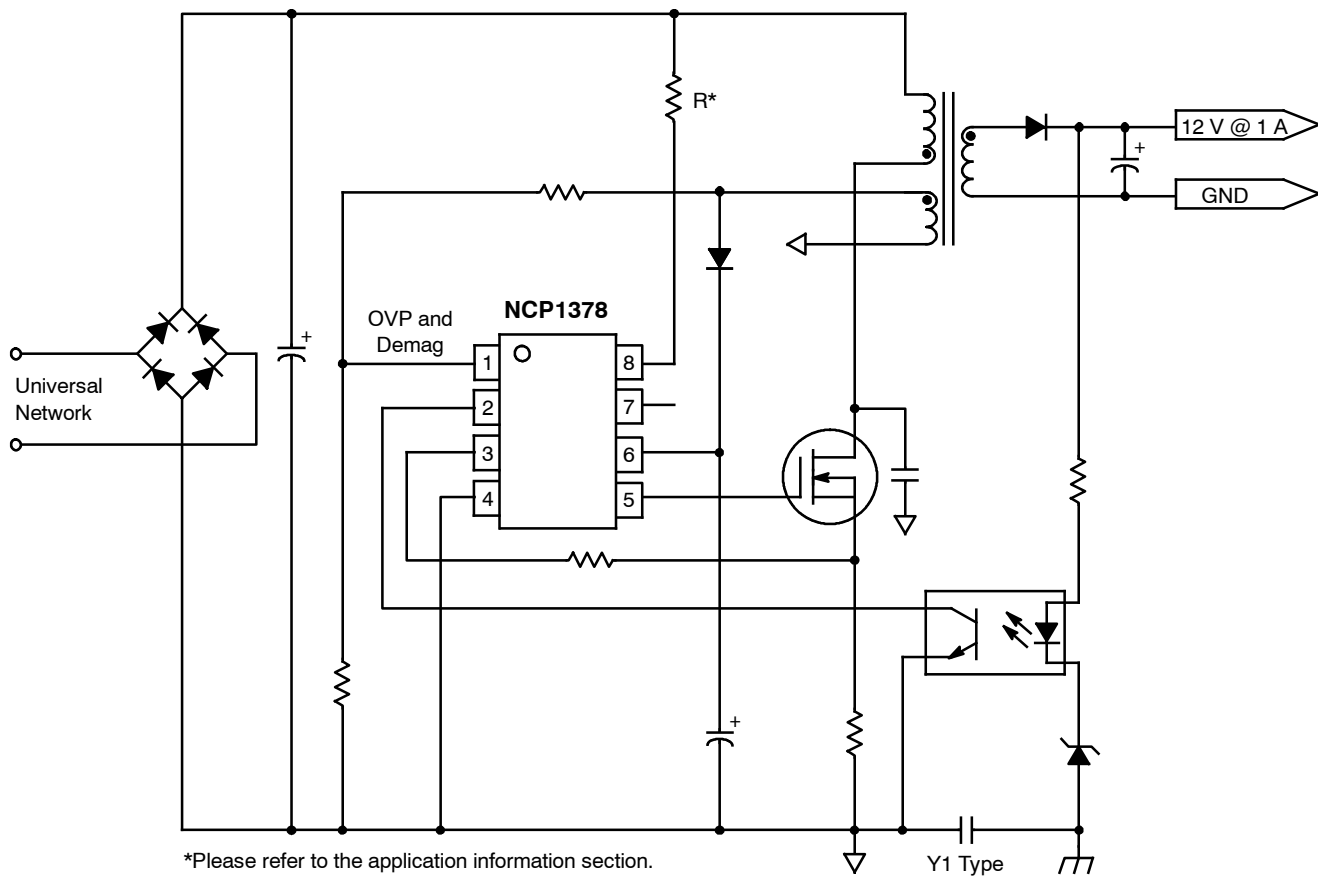 R*
12 V @ 1 A
+
GND
NCP1378
OVP and
Demag
+
1
8
Universal
Network
2
7
3
6
4
5
+
*Please refer to the application information section.
Y1 Type